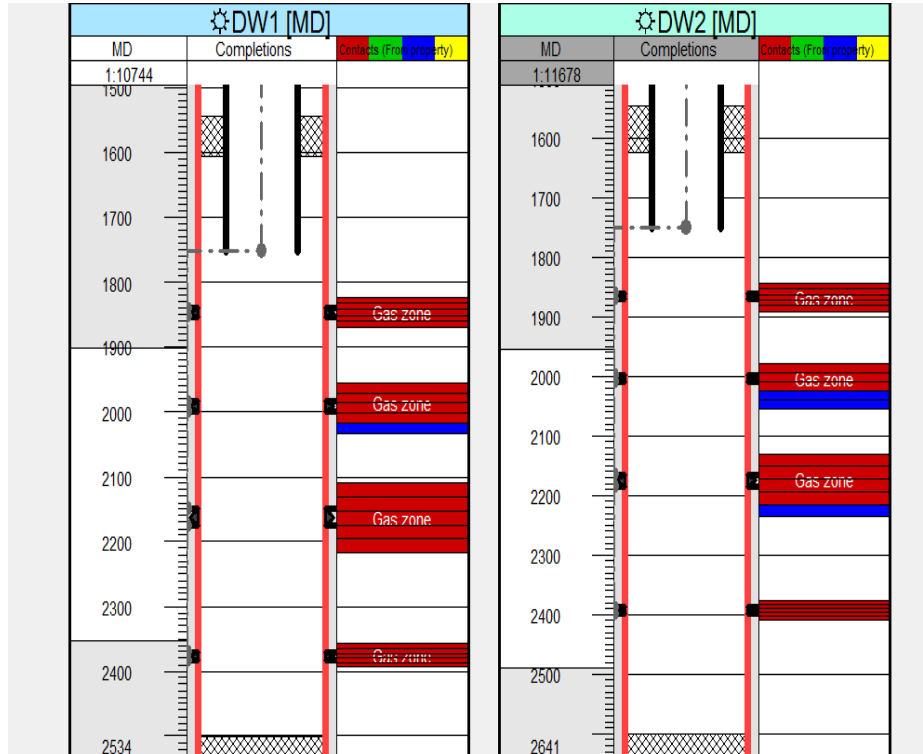 DW1 [MD]
MD Completions Contacts (From property)
1:10744
1500
1600
1700
1800
Gas zone
1900
2000
Gas zone
2100
Gas zone
2200
2300
Gas zone
2400
2534
DW2 [MD]
MD Completions Contacts (From property)
1:11678
1600
1700
1800
Gas zone
1900
2000
Gas zone
2100
Gas zone
2200
2300
2400
2500
2641